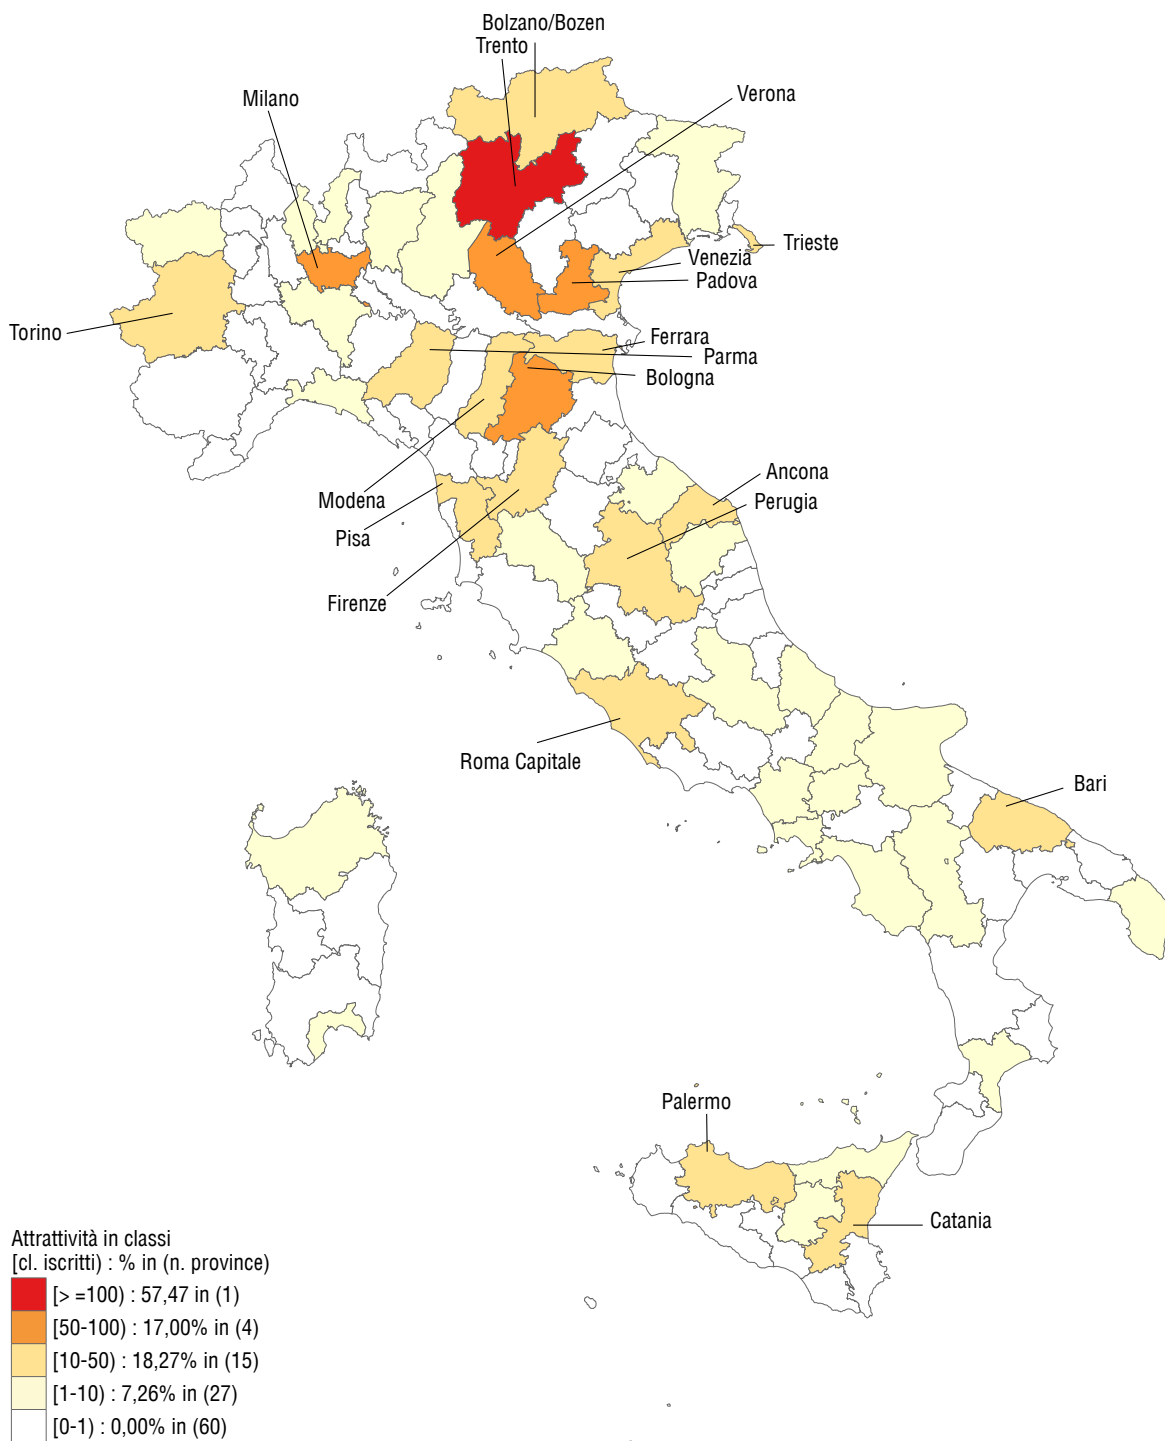 Bolzano/Bozen
Trento
Milano
Verona
Trieste
Venezia
Padova
Torino
Ferrara
Parma
Bologna
Ancona
Modena
Perugia
Pisa
Firenze
Roma Capitale
Bari
Palermo
Catania
Attrattività in classi
[cl. iscritti) : % in (n. province)
[> =100) : 57,47 in (1)
[50-100) : 17,00% in (4)
[10-50) : 18,27% in (15)
[1-10) : 7,26% in (27)
[0-1) : 0,00% in (60)